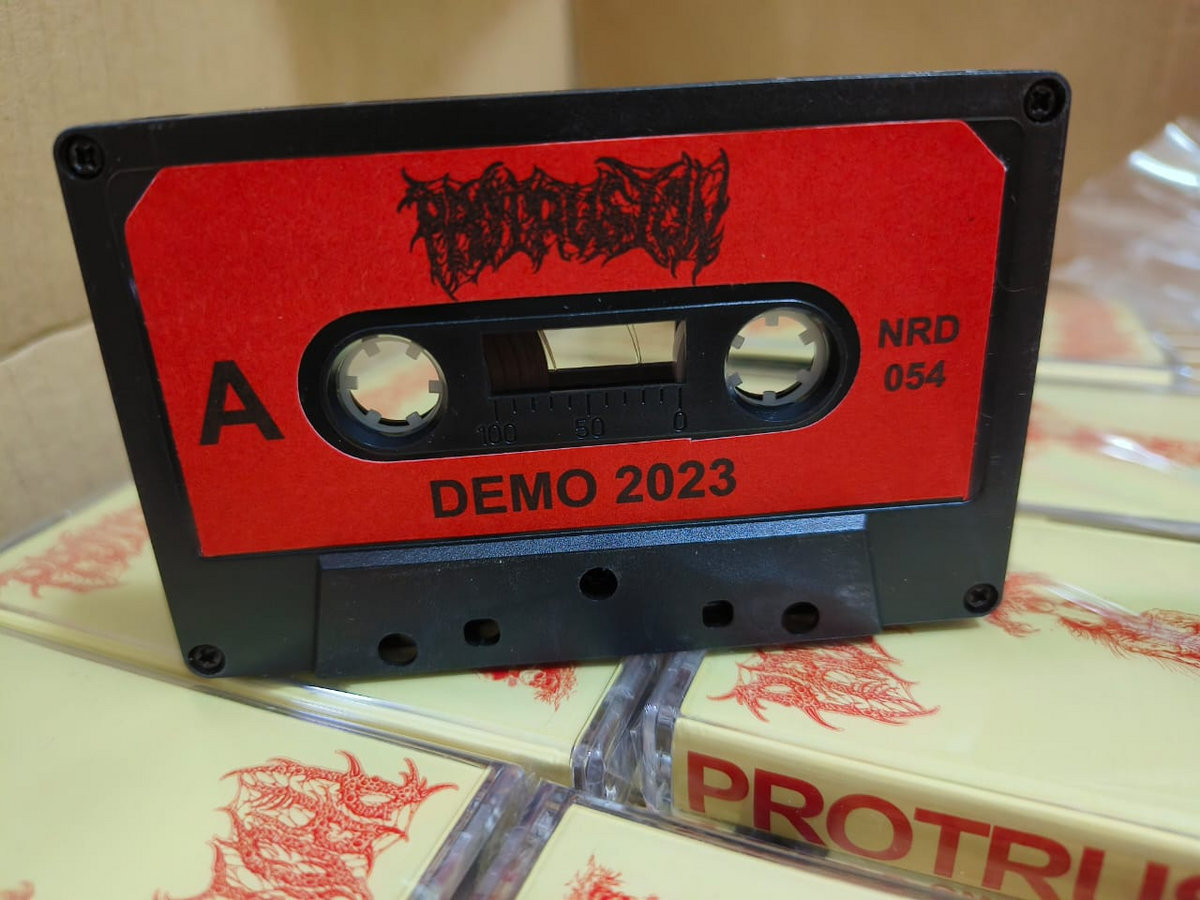 PROTRUSION
A
NRD
054
100 50 0
DEMO 2023
PROTRUS